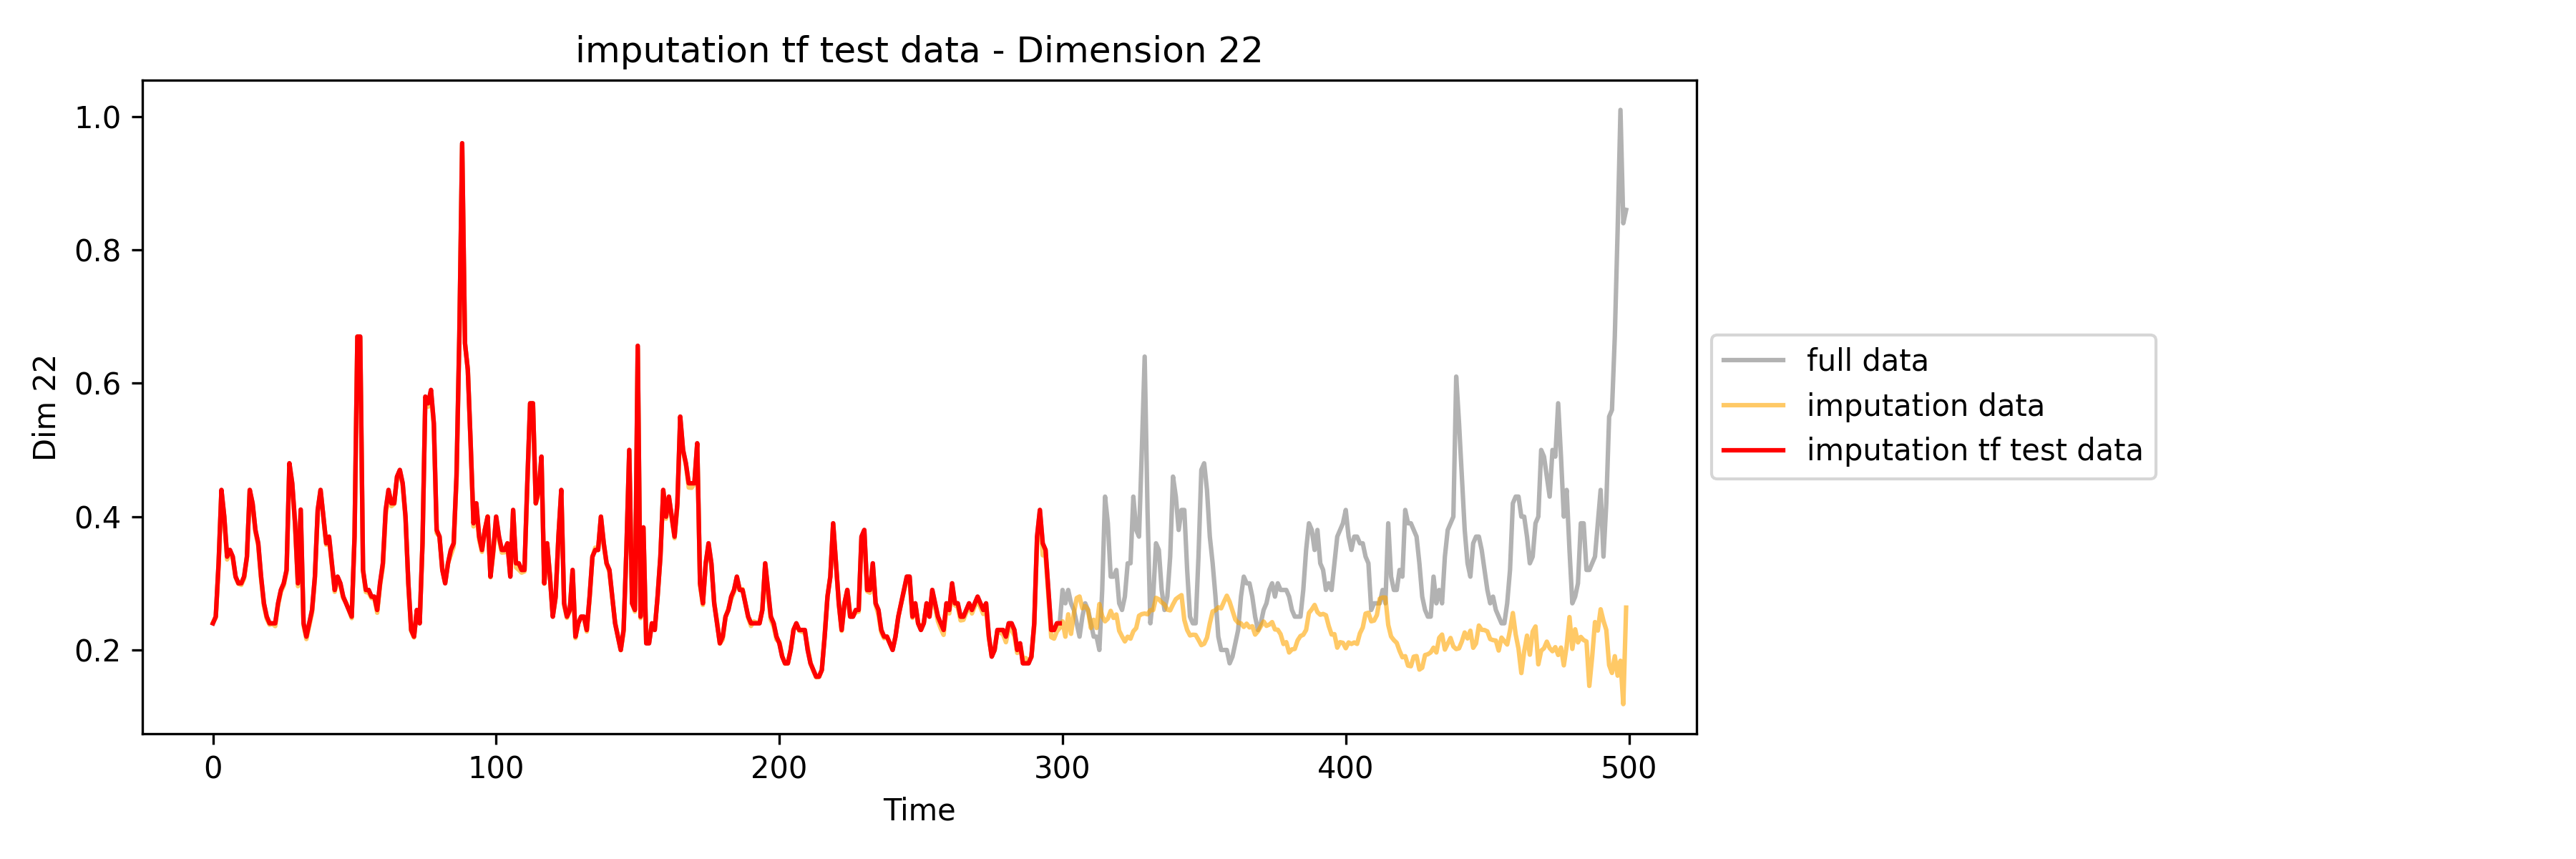 imputation tf test data - Dimension 22
1.0
0.8
0.6
0.4
0.2
Dim 22
0
100
200
300
400
500
Time
full data
imputation data
imputation tf test data